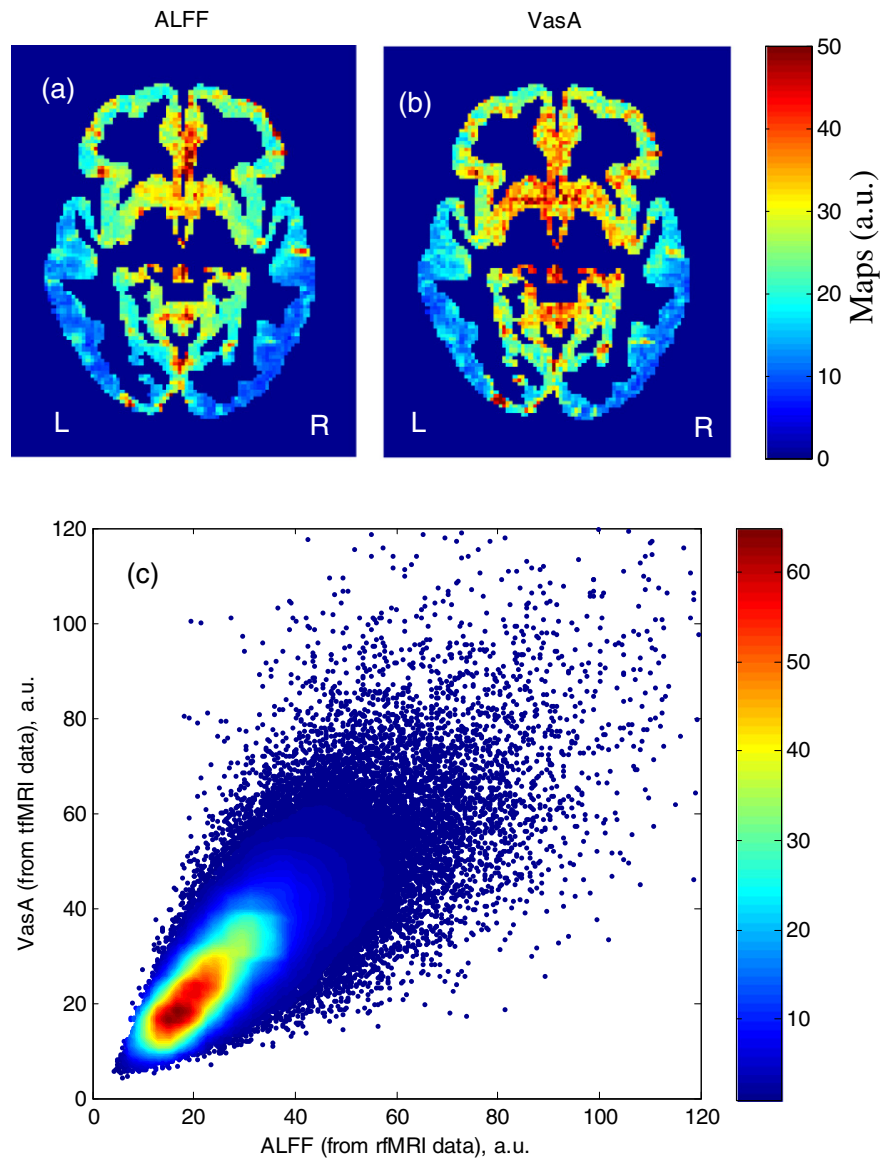 ALFF
VasA
(a)
(b)
L
R
L
R
50
40
30
20
10
0
Maps (a.u.)
(c)
120
100
80
60
40
20
0
VasA (from tfMRI data), a.u.
0 20 40 60 80 100 120
ALFF (from rfMRI data), a.u.
60
50
40
30
20
10